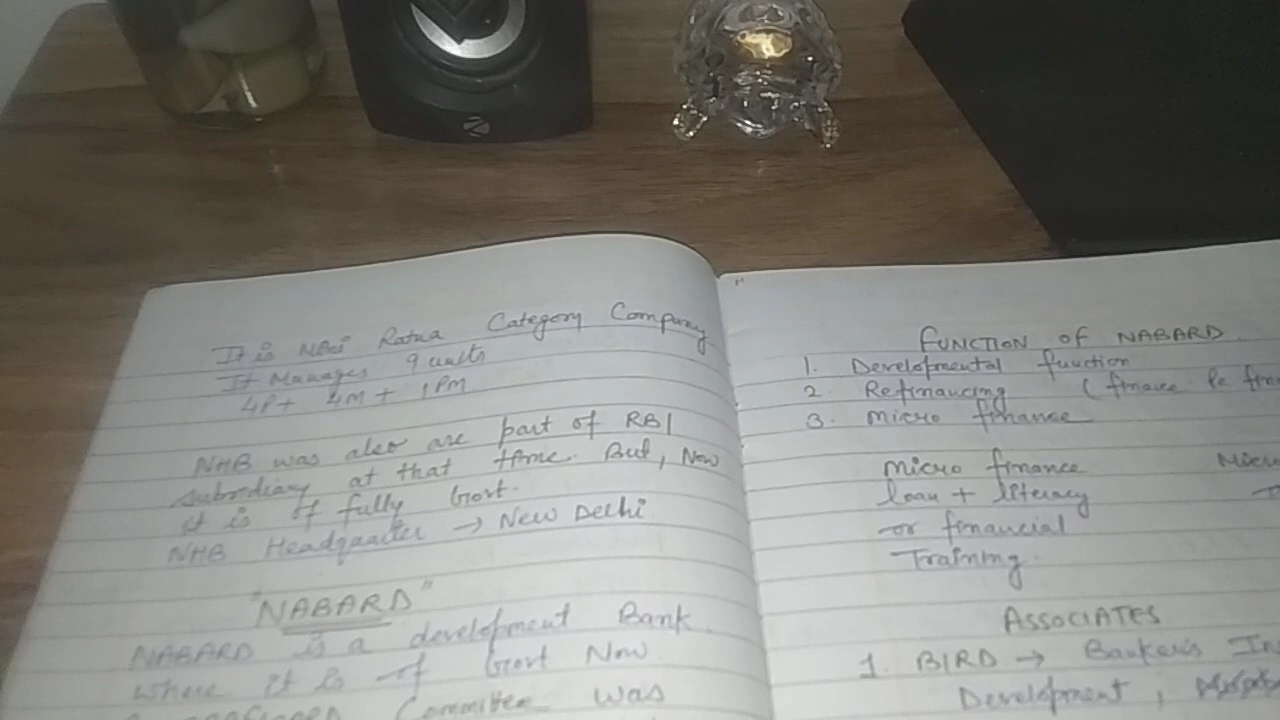 It is Mini Ratna Category Company
It Manages 9 units
4P + 4M + 1PM
NHB was also are part of RBI
subsidiary at that time. But, Now
it is of fully Govt.
NHB Headquarter → New Delhi
"NABARD"
NABARD is a development Bank
where it is of Govt Now
Committee was
FUNCTION OF NABARD
1. Developmental function
2. Refinancing (finance
3. Micro finance
Micro finance
loan + literacy
or financial
Training.
ASSOCIATES
1. BIRD → Banker's
Development,